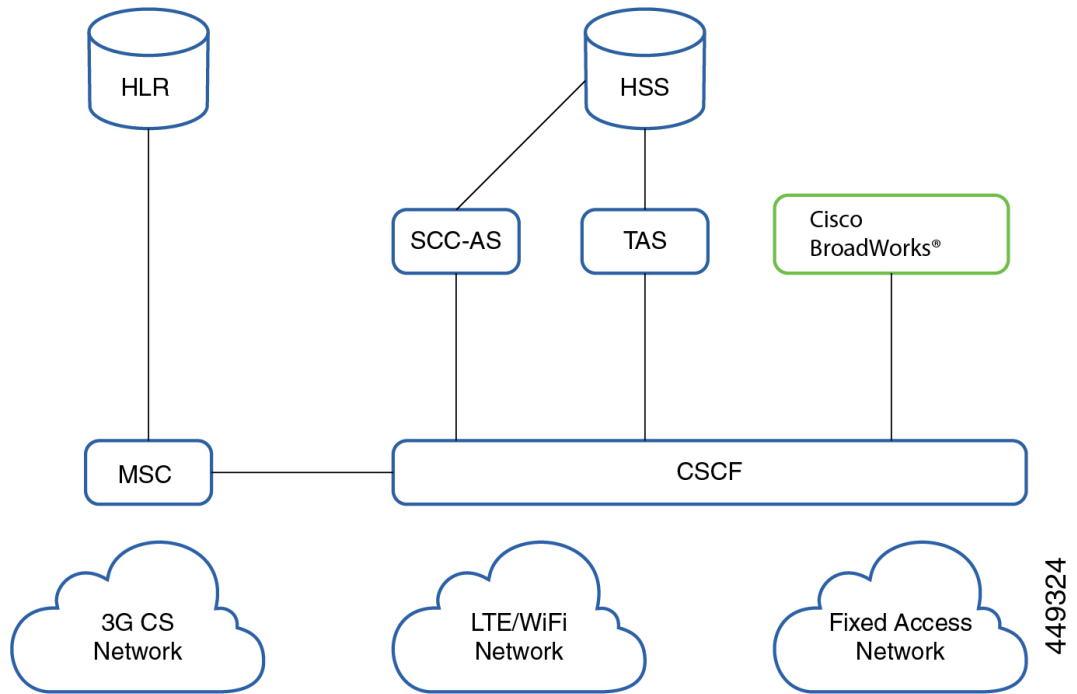 HLR
HSS
SCC-AS
TAS
Cisco
BroadWorks®
MSC
CSCF
3G CS
Network
LTE/WiFi
Network
Fixed Access
Network
449324